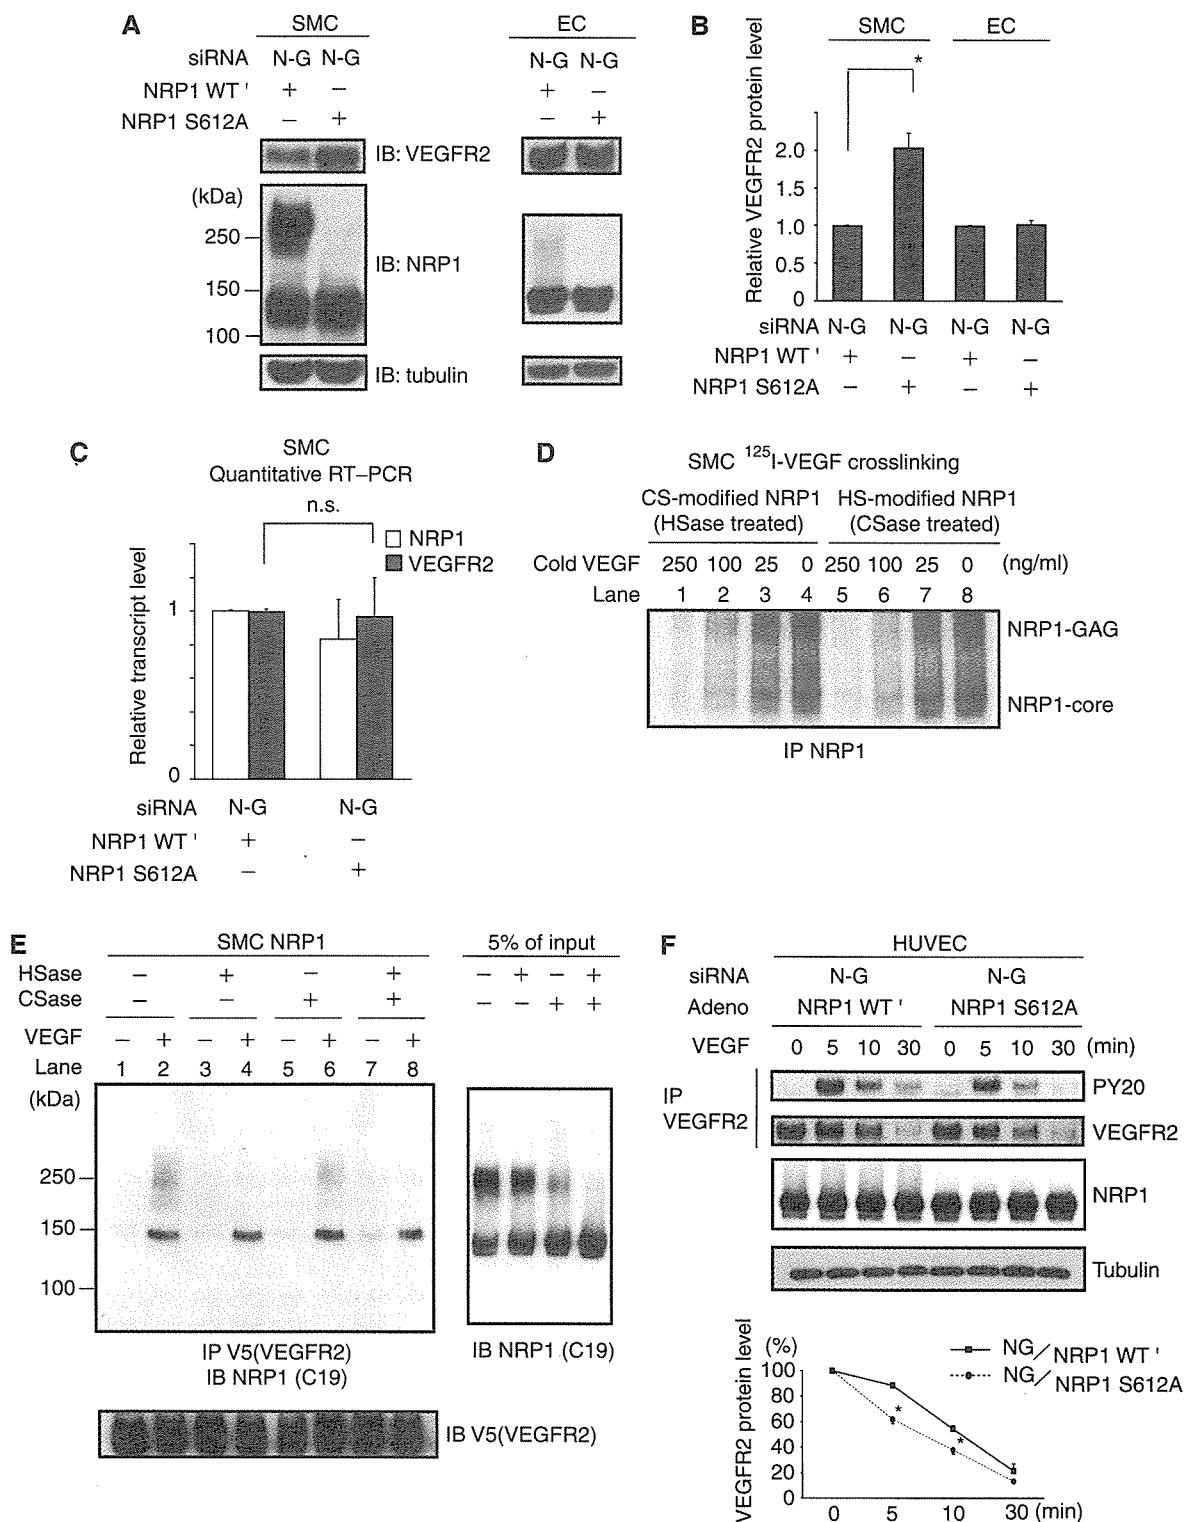 A
SMC
EC
siRNA N-G N-G N-G N-G
NRP1 WT ' + – + –
NRP1 S612A – + – +
IB: VEGFR2
(kDa)
250
150
100
IB: NRP1
IB: tubulin
B
SMC EC
*
Relative VEGFR2 protein level
2.0
1.5
1.0
0.5
0
siRNA N-G N-G N-G N-G
NRP1 WT ' + – + –
NRP1 S612A – + – +
C
SMC
Quantitative RT–PCR
n.s.
NRP1
VEGFR2
Relative transcript level
1
0
siRNA N-G N-G
NRP1 WT ' + –
NRP1 S612A – +
D
SMC 125I-VEGF crosslinking
CS-modified NRP1 HS-modified NRP1
(HSase treated) (CSase treated)
Cold VEGF 250 100 25 0 250 100 25 0 (ng/ml)
Lane 1 2 3 4 5 6 7 8
NRP1-GAG
NRP1-core
IP NRP1
E
SMC NRP1 5% of input
HSase – + – + – + – +
CSase – – + + – – + +
VEGF – + – + – + – +
Lane 1 2 3 4 5 6 7 8
(kDa)
250
150
100
IP V5(VEGFR2)
IB NRP1 (C19)
IB NRP1 (C19)
IB V5(VEGFR2)
F
HUVEC
siRNA N-G N-G
Adeno NRP1 WT ' NRP1 S612A
VEGF 0 5 10 30 0 5 10 30 (min)
IP
VEGFR2
PY20
VEGFR2
NRP1
Tubulin
VEGFR2 protein level
(%)
100
80
60
40
20
0
NG/NRP1 WT '
NG/NRP1 S612A
*
*
0 5 10 30 (min)